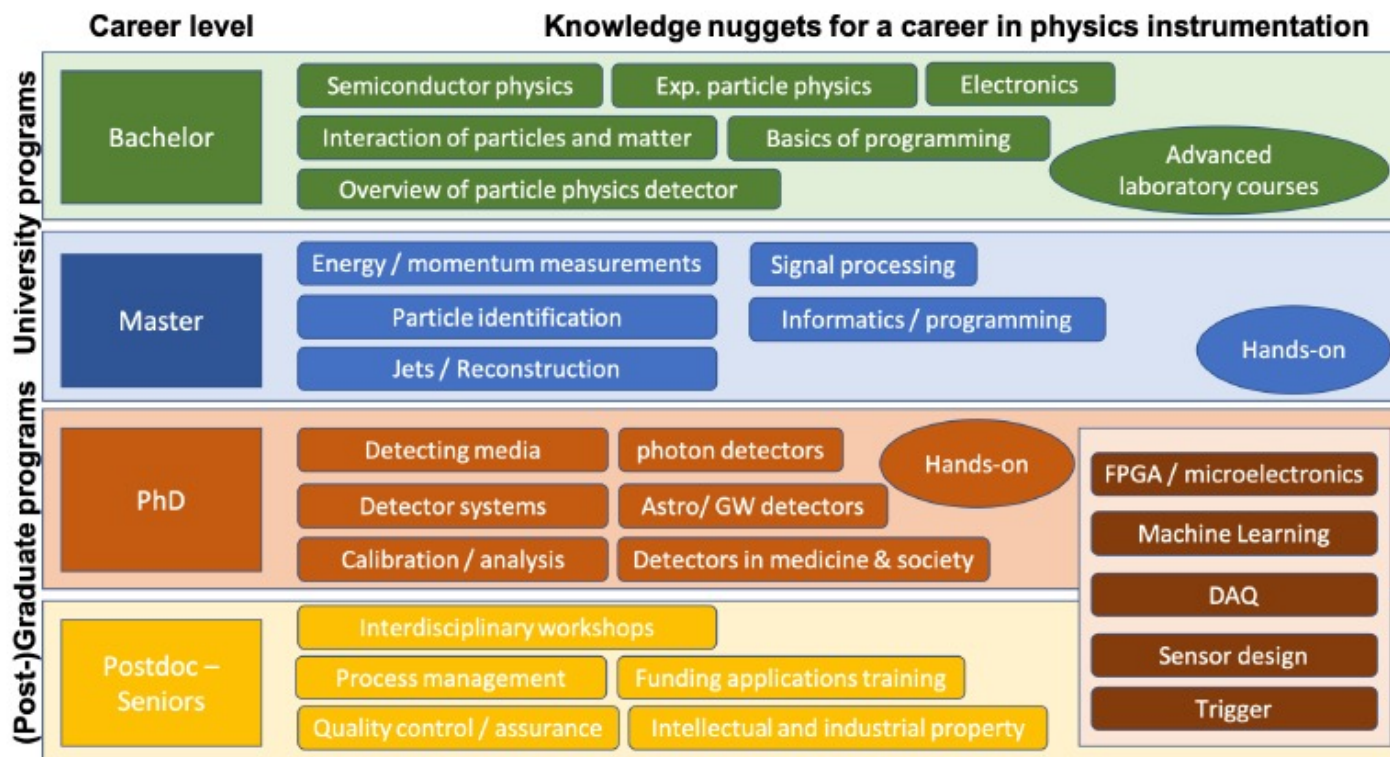 Career level
Knowledge nuggets for a career in physics instrumentation
University programs
Bachelor
Semiconductor physics
Exp. particle physics
Electronics
Interaction of particles and matter
Basics of programming
Overview of particle physics detector
Advanced
laboratory courses
Master
Energy / momentum measurements
Signal processing
Particle identification
Informatics / programming
Jets / Reconstruction
Hands-on
(Post-)Graduate programs
PhD
Detecting media
photon detectors
Hands-on
Detector systems
Astro/ GW detectors
Calibration / analysis
Detectors in medicine & society
FPGA / microelectronics
Machine Learning
DAQ
Sensor design
Trigger
Postdoc –
Seniors
Interdisciplinary workshops
Process management
Funding applications training
Quality control / assurance
Intellectual and industrial property